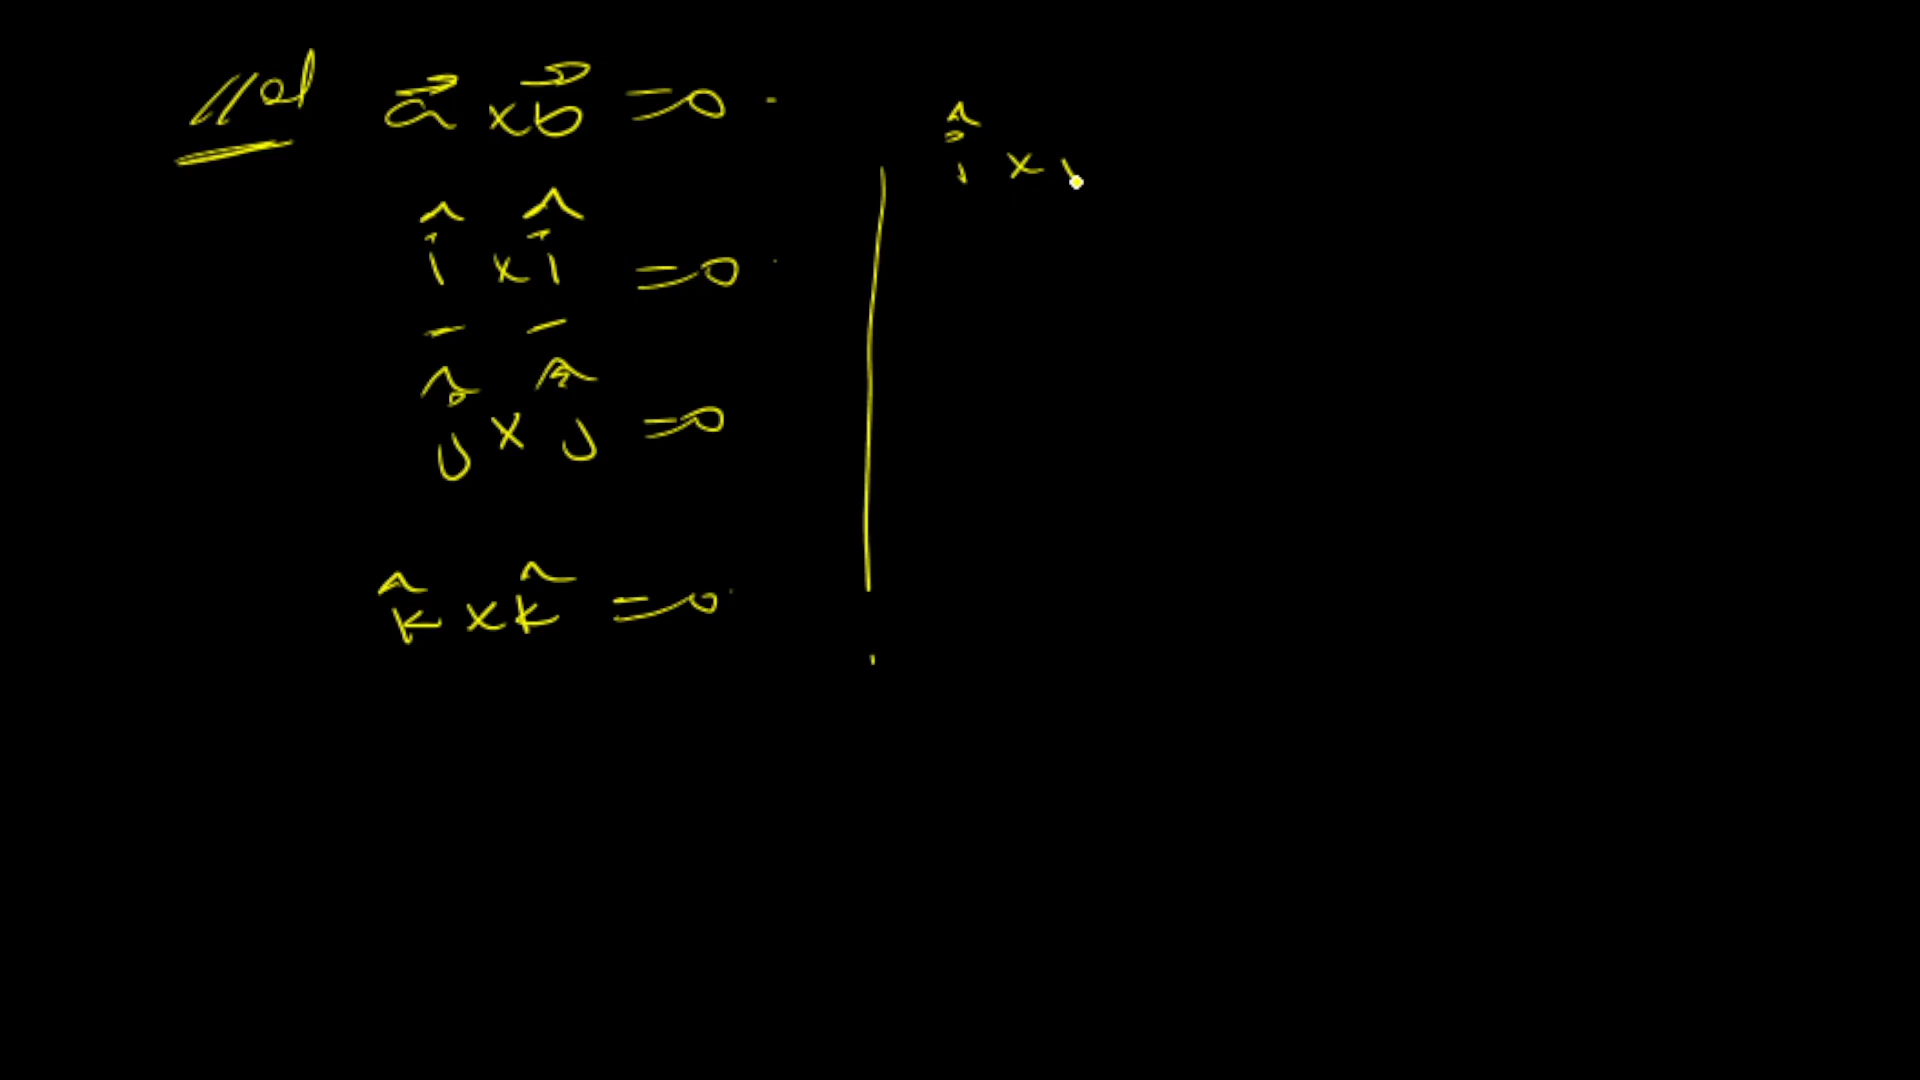 ||el a⃗ × b⃗ = 0
î × î = 0
ĵ × ĵ = 0
k̂ × k̂ = 0
î ×